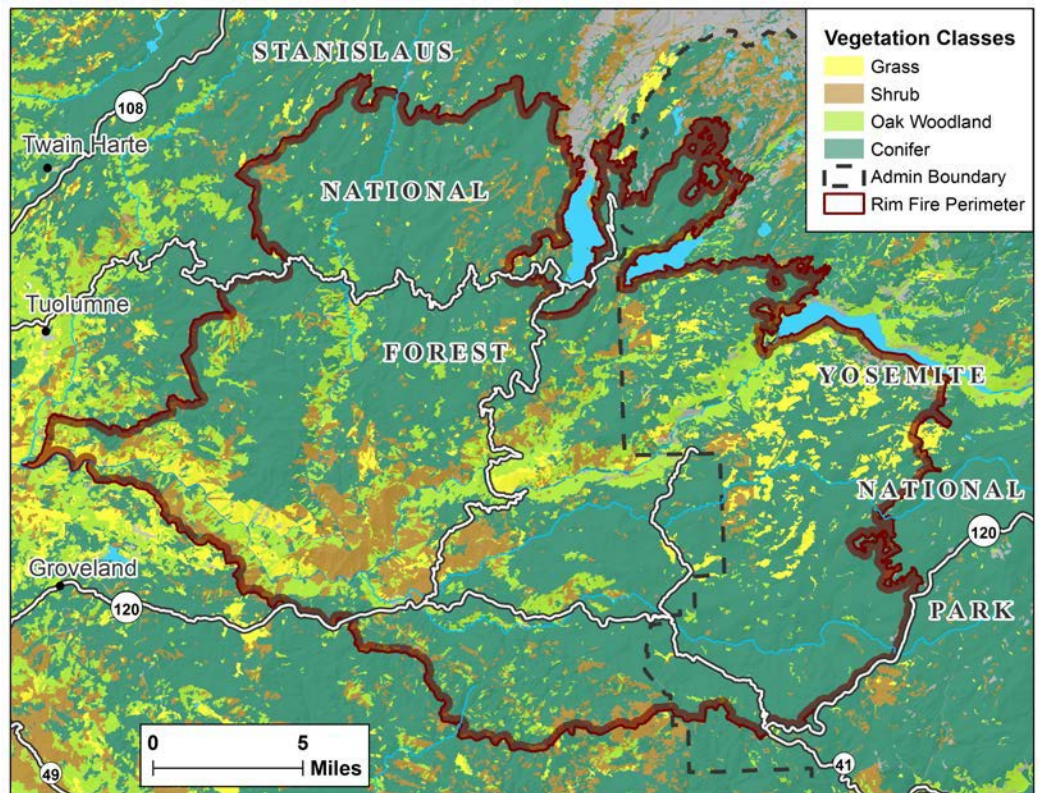 STANISLAUS
NATIONAL
FOREST
YOSEMITE
NATIONAL
PARK
108
Twain Harte
Tuolumne
Groveland
120
120
49
41
0 5
Miles
Vegetation Classes
Grass
Shrub
Oak Woodland
Conifer
Admin Boundary
Rim Fire Perimeter